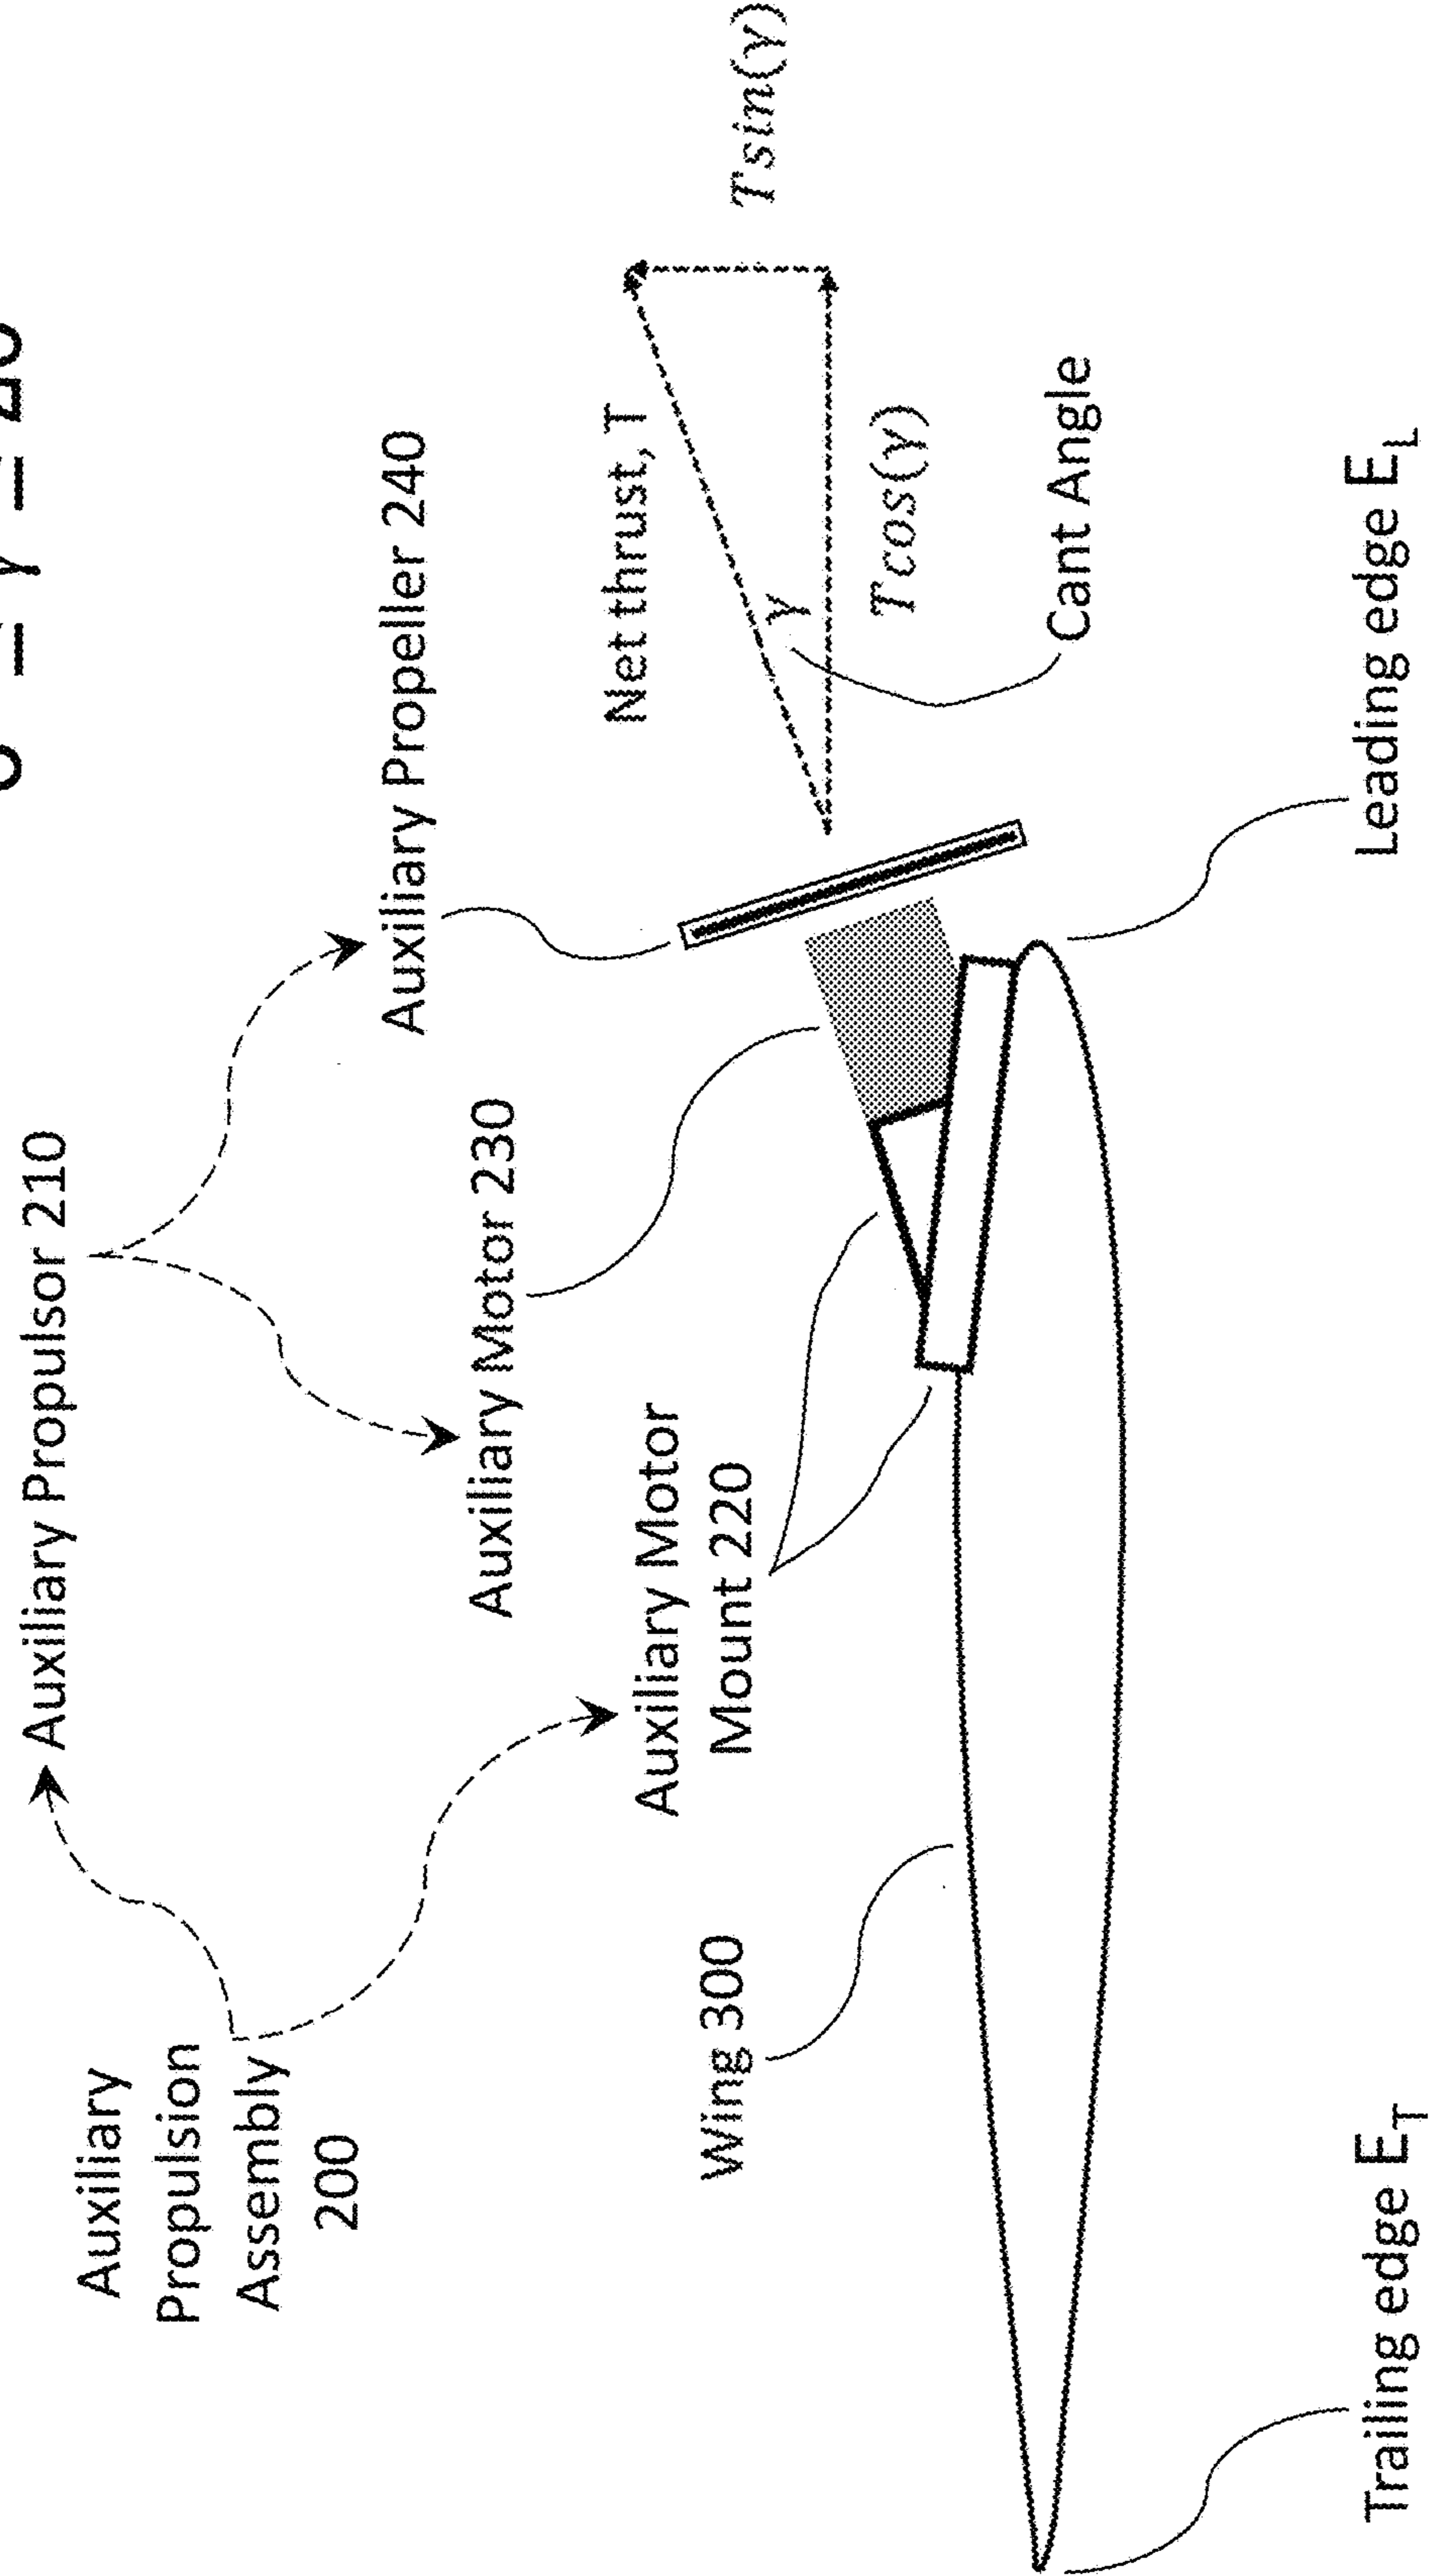 Auxiliary
Propulsion
Assembly
200
Auxiliary Propulsor 210
Auxiliary Motor 230
Auxiliary Propeller 240
Auxiliary Motor
Mount 220
Wing 300
Net thrust, T
γ
Tsin(γ)
Tcos(γ)
Cant Angle
Trailing edge E_T
Leading edge E_L